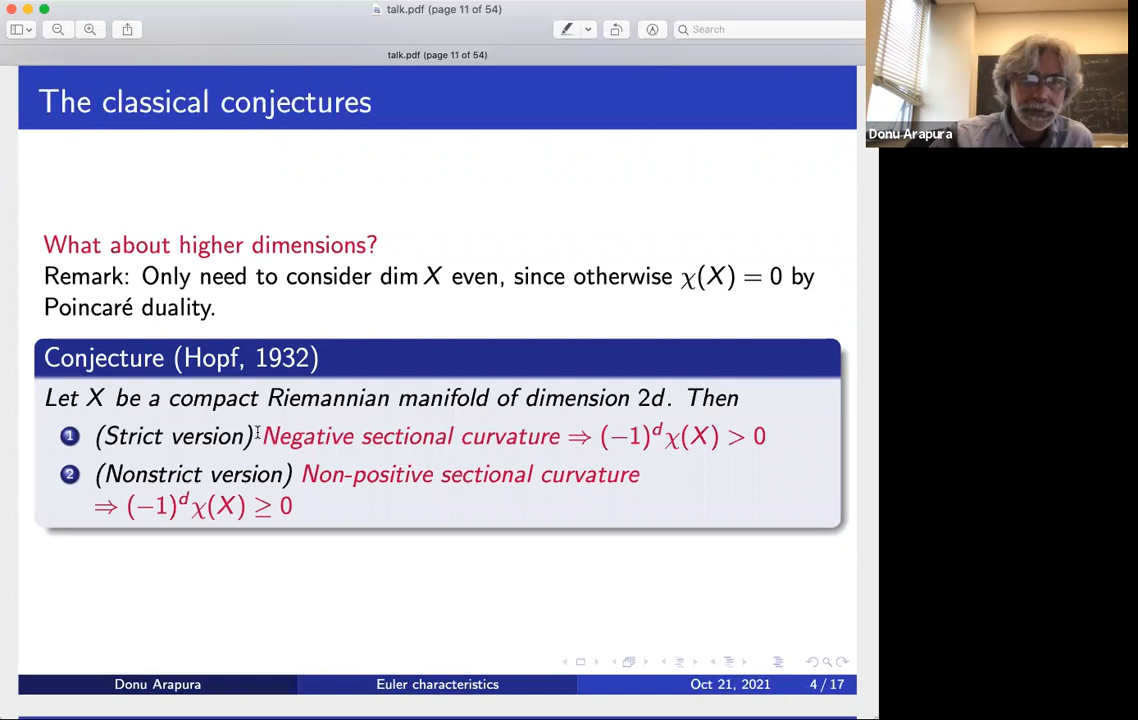 talk.pdf (page 11 of 54)
Search
talk.pdf (page 11 of 54)
The classical conjectures
Donu Arapura
What about higher dimensions?
Remark: Only need to consider dim X even, since otherwise χ(X) = 0 by
Poincaré duality.
Conjecture (Hopf, 1932)
Let X be a compact Riemannian manifold of dimension 2d. Then
1 (Strict version) Negative sectional curvature ⇒ (−1)^d χ(X) > 0
2 (Nonstrict version) Non-positive sectional curvature
⇒ (−1)^d χ(X) ≥ 0
Donu Arapura Euler characteristics Oct 21, 2021 4 / 17